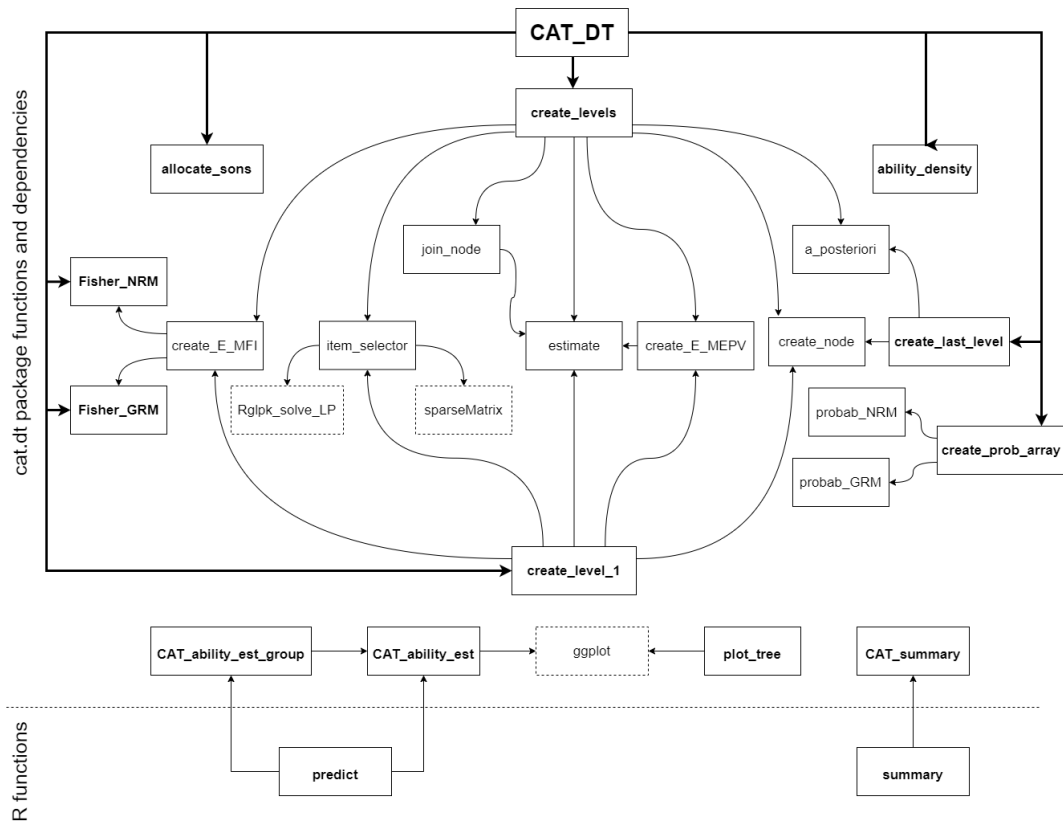 CAT_DT
create_levels
cat.dt package functions and dependencies
allocate_sons
ability_density
join_node
a_posteriori
Fisher_NRM
create_E_MFI
item_selector
estimate
create_E_MEPV
create_node
create_last_level
Fisher_GRM
Rglpk_solve_LP
sparseMatrix
probab_NRM
create_prob_array
probab_GRM
create_level_1
CAT_ability_est_group
CAT_ability_est
ggplot
plot_tree
CAT_summary
R functions
predict
summary